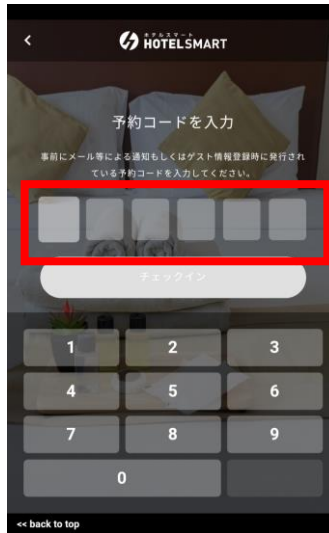 <
ホテルスマート
HOTELSMART
予約コードを入力
事前にメール等による通知もしくはゲスト情報登録時に発行され
ている予約コードを入力してください。
チェックイン
1 2 3
4 5 6
7 8 9
0
<< back to top